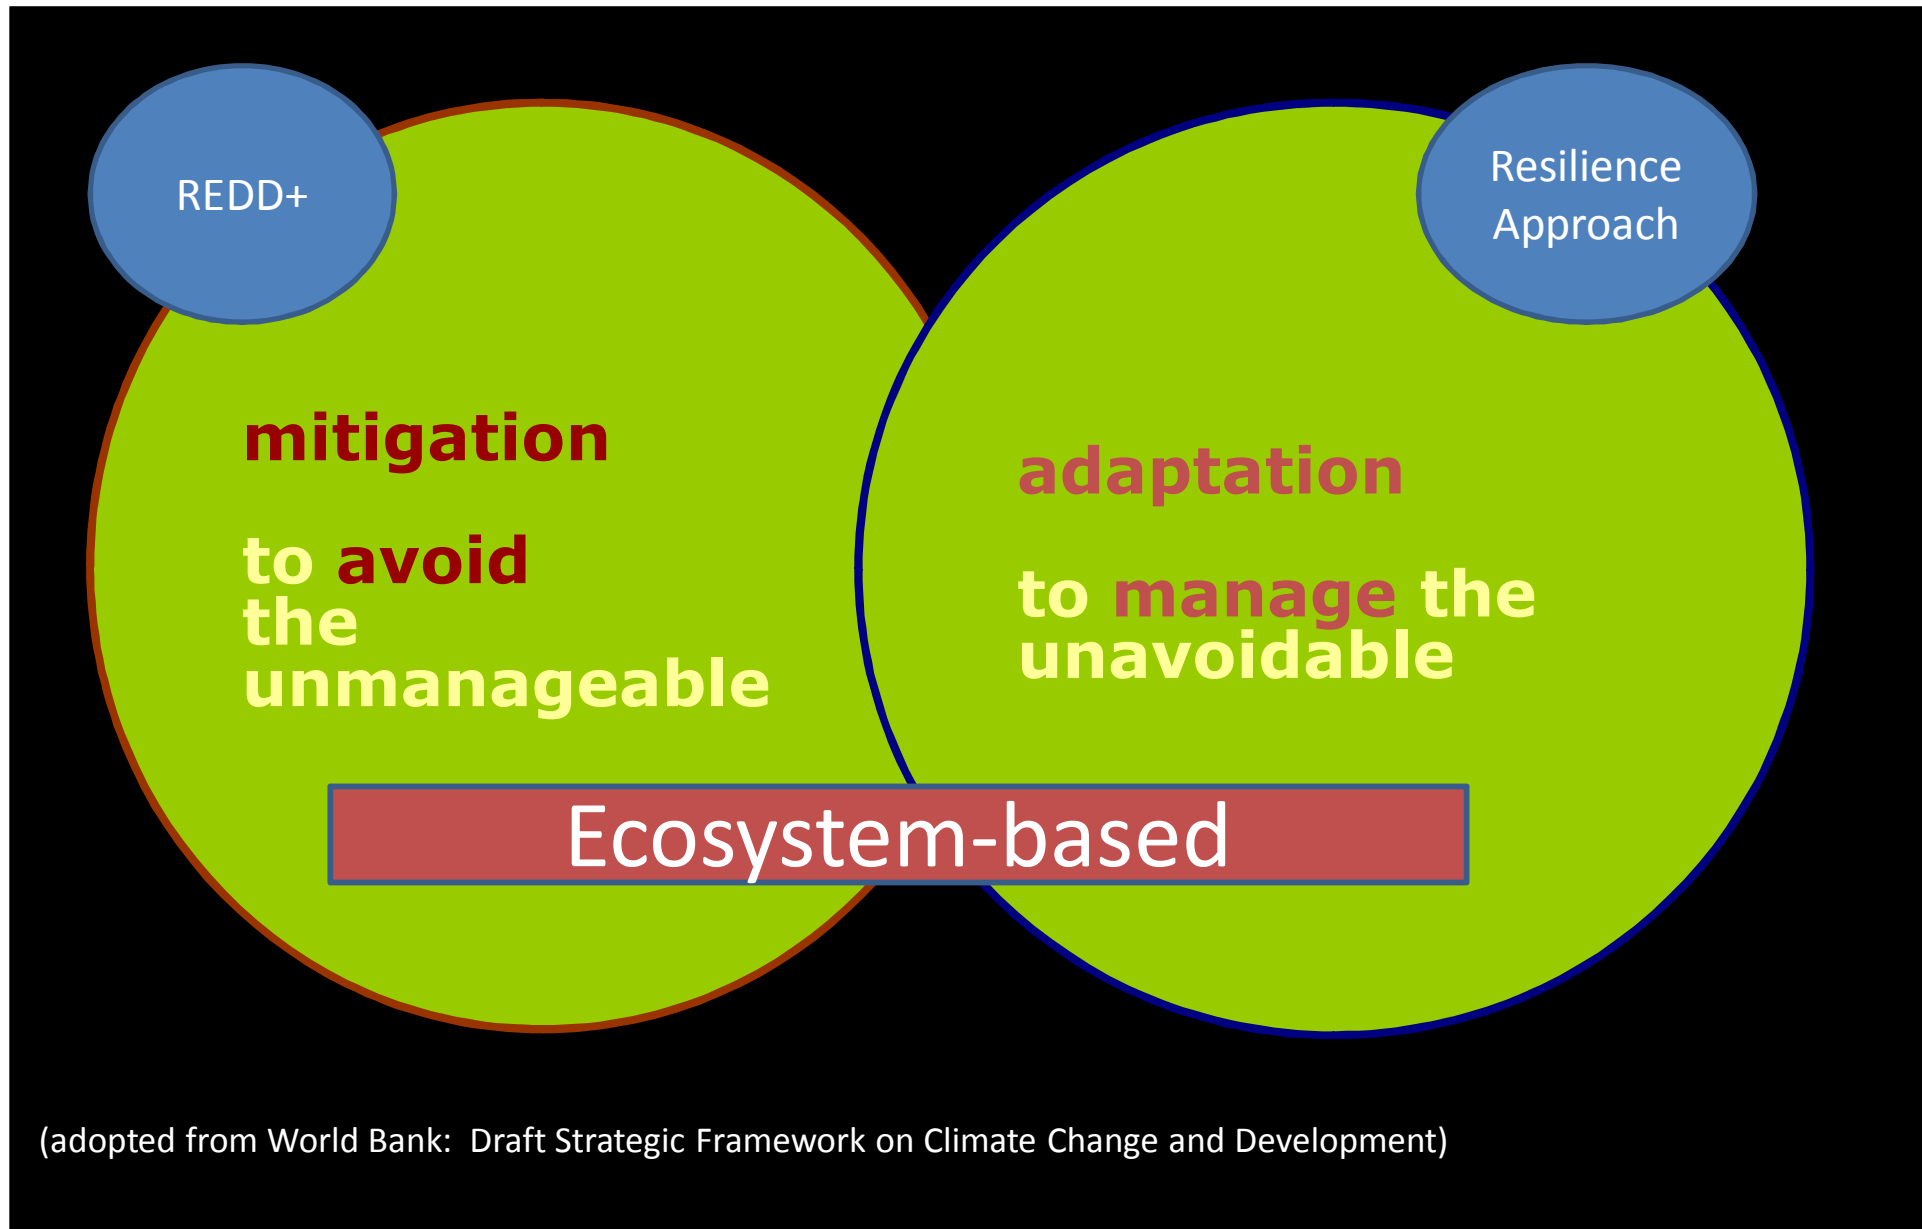 REDD+
Resilience
Approach
mitigation
to avoid
the
unmanageable
adaptation
to manage the
unavoidable
Ecosystem-based
(adopted from World Bank:  Draft Strategic Framework on Climate Change and Development)